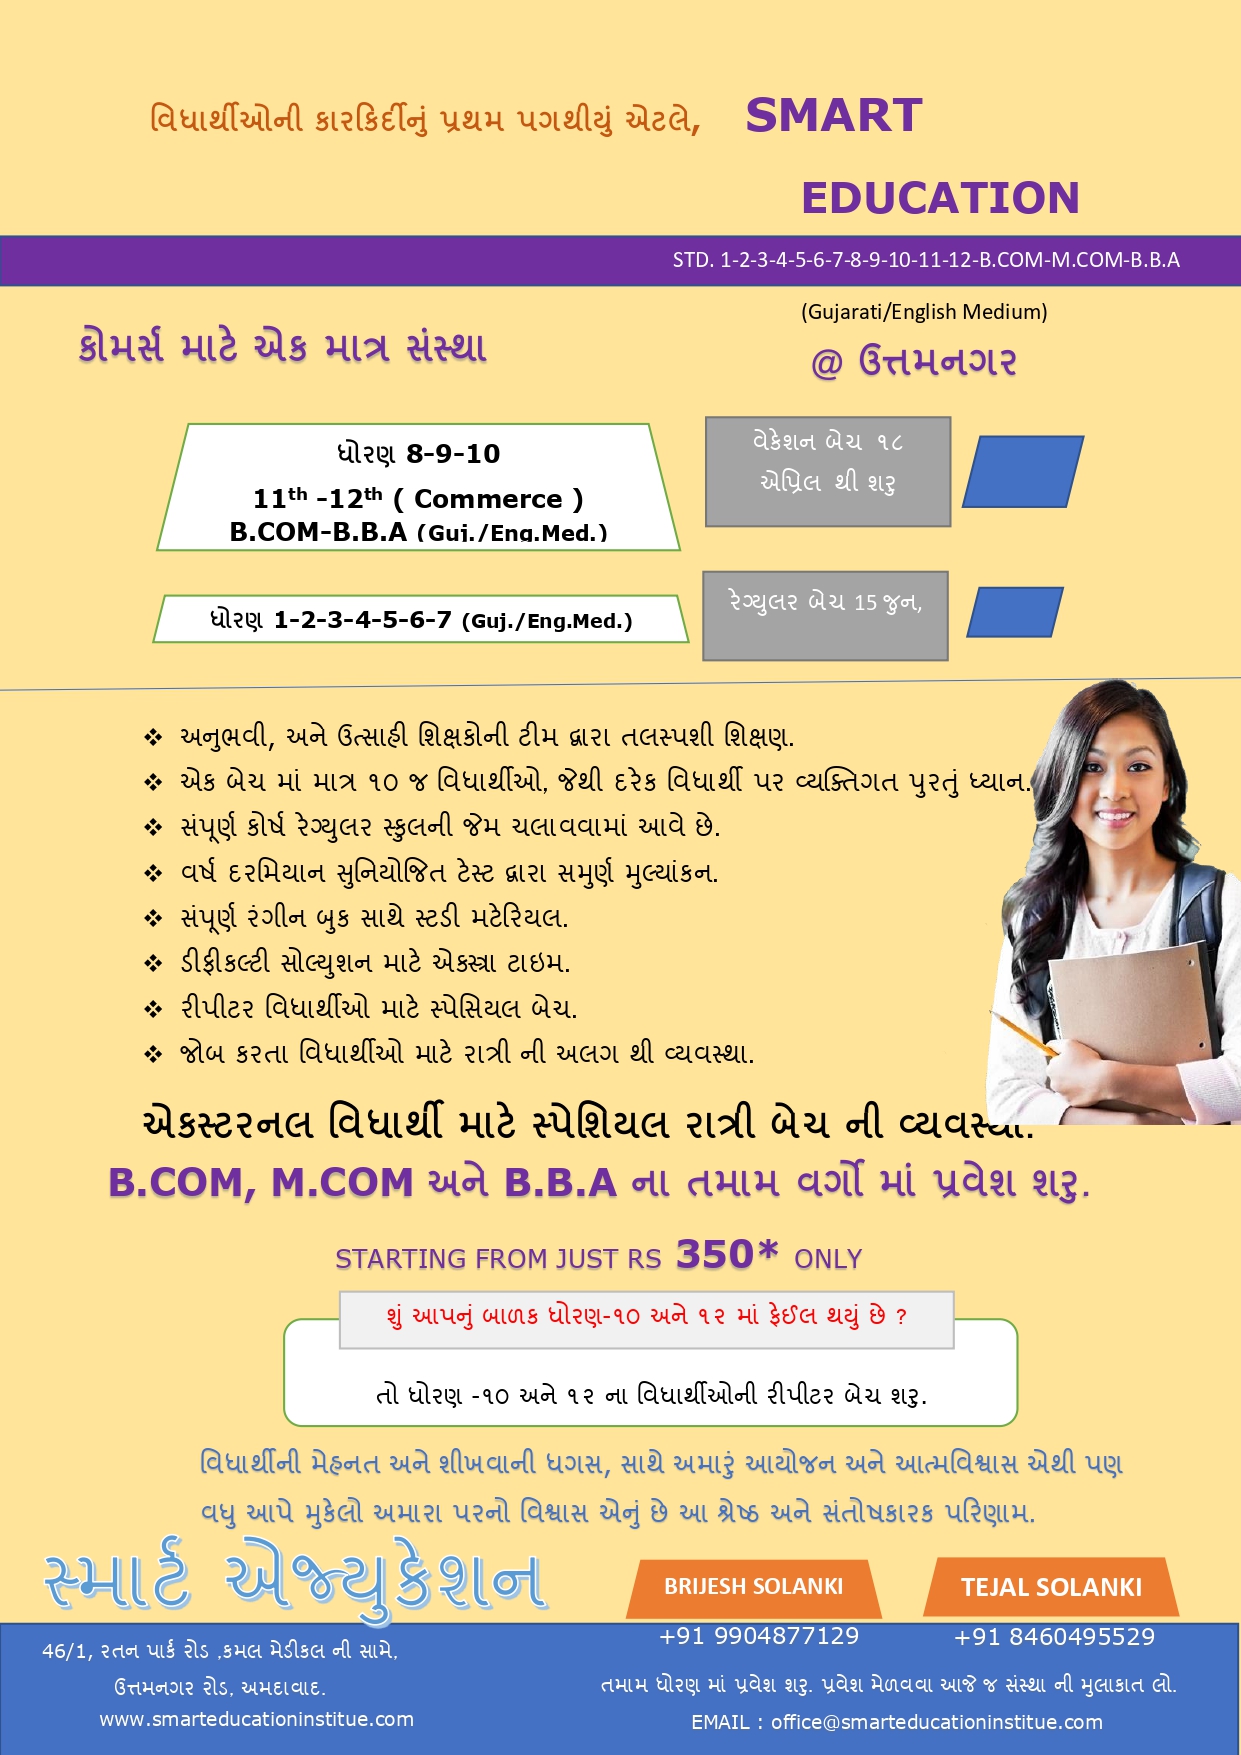 વિધાર્થીઓની કારકિર્દીનું પ્રથમ પગથીયું એટલે, SMART
EDUCATION
STD. 1-2-3-4-5-6-7-8-9-10-11-12-B.COM-M.COM-B.B.A
(Gujarati/English Medium)
કોમર્સ માટે એક માત્ર સંસ્થા
@ ઉત્તમનગર
ધોરણ 8-9-10
11th -12th ( Commerce )
B.COM-B.B.A (Guj./Eng.Med.)
વેકેશન બેચ ૧૮
એપ્રિલ થી શરુ
ધોરણ 1-2-3-4-5-6-7 (Guj./Eng.Med.)
રેગ્યુલર બેચ 15 જુન,
❖ અનુભવી, અને ઉત્સાહી શિક્ષકોની ટીમ દ્વારા તલસ્પશી શિક્ષણ.
❖ એક બેચ માં માત્ર ૧૦ જ વિધાર્થીઓ, જેથી દરેક વિધાર્થી પર વ્યક્તિગત પુરતું ધ્યાન.
❖ સંપૂર્ણ કોર્ષ રેગ્યુલર સ્કુલની જેમ ચલાવવામાં આવે છે.
❖ વર્ષ દરમિયાન સુનિયોજિત ટેસ્ટ દ્વારા સમુર્ણ મુલ્યાંકન.
❖ સંપૂર્ણ રંગીન બુક સાથે સ્ટડી મટેરિયલ.
❖ ડીફીકલ્ટી સોલ્યુશન માટે એકસ્ત્રા ટાઇમ.
❖ રીપીટર વિધાર્થીઓ માટે સ્પેસિયલ બેચ.
❖ જોબ કરતા વિધાર્થીઓ માટે રાત્રી ની અલગ થી વ્યવસ્થા.
એકસ્ટરનલ વિધાર્થી માટે સ્પેશિયલ રાત્રી બેચ ની વ્યવસ્થા.
B.COM, M.COM અને B.B.A ના તમામ વર્ગો માં પ્રવેશ શરુ.
STARTING FROM JUST RS 350* ONLY
શું આપનું બાળક ધોરણ-૧૦ અને ૧૨ માં ફેઈલ થયું છે ?
તો ધોરણ -૧૦ અને ૧૨ ના વિધાર્થીઓની રીપીટર બેચ શરુ.
વિધાર્થીની મેહનત અને શીખવાની ધગસ, સાથે અમારું આયોજન અને આત્મવિશ્વાસ એથી પણ
વધુ આપે મુકેલો અમારા પરનો વિશ્વાસ એનું છે આ શ્રેષ્ઠ અને સંતોષકારક પરિણામ.
સ્માર્ટ એજ્યુકેશન
BRIJESH SOLANKI
TEJAL SOLANKI
+91 9904877129
+91 8460495529
46/1, રતન પાર્ક રોડ ,કમલ મેડીકલ ની સામે,
ઉત્તમનગર રોડ, અમદાવાદ.
www.smarteducationinstitue.com
તમામ ધોરણ માં પ્રવેશ શરુ. પ્રવેશ મેળવવા આજે જ સંસ્થા ની મુલાકાત લો.
EMAIL : office@smarteducationinstitue.com